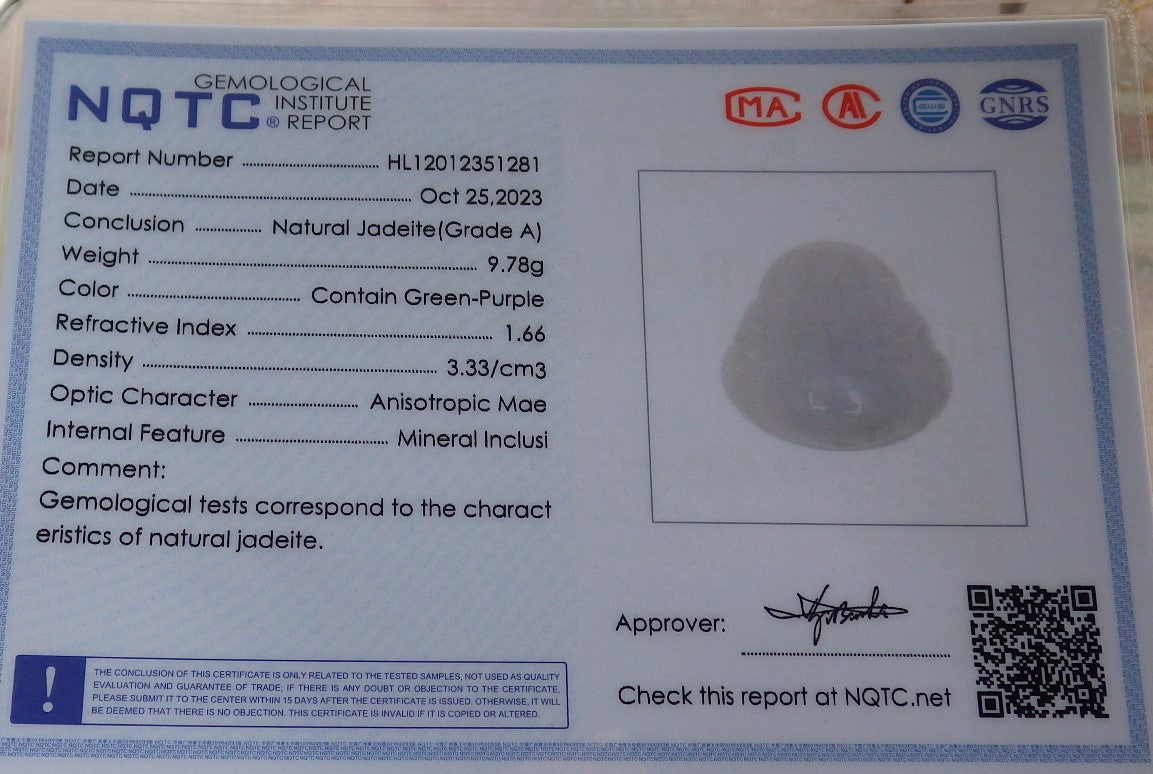 NQTC® GEMOLOGICAL
INSTITUTE
REPORT
MA
GNRS
Report Number HL12012351281
Date Oct 25,2023
Conclusion Natural Jadeite(Grade A)
Weight 9.78g
Color Contain Green-Purple
Refractive Index 1.66
Density 3.33/cm3
Optic Character Anisotropic Mae
Internal Feature Mineral Inclusi
Comment:
Gemological tests correspond to the charact
eristics of natural jadeite.
Approver:
Check this report at NQTC.net
!
THE CONCLUSION OF THIS CERTIFICATE IS ONLY RELATED TO THE TESTED SAMPLES, NOT USED AS QUALITY
EVALUATION AND GUARANTEE OF TRADE; IF THERE IS ANY DOUBT OR OBJECTION TO THE CERTIFICATE,
PLEASE SUBMIT IT TO THE CENTER WITHIN 15 DAYS AFTER THE CERTIFICATE IS ISSUED. OTHERWISE, IT WILL
BE DEEMED THAT THERE IS NO OBJECTION. THIS CERTIFICATE IS INVALID IF IT IS COPIED OR ALTERED.